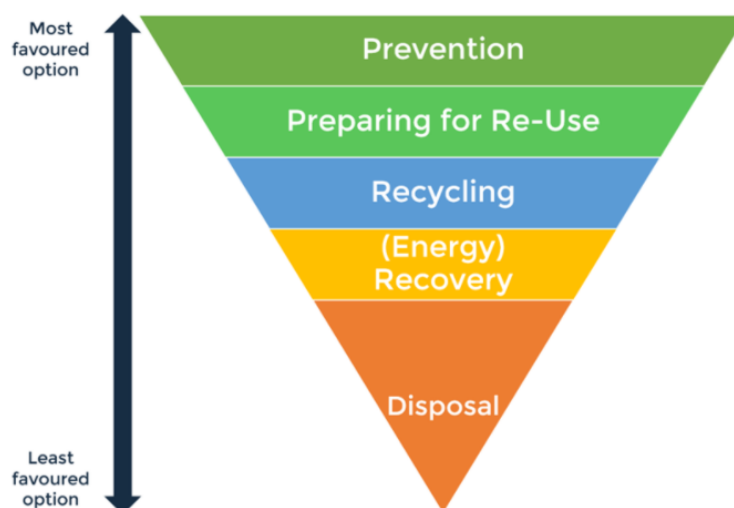 Most
favoured
option
Prevention
Preparing for Re-Use
Recycling
(Energy)
Recovery
Disposal
Least
favoured
option